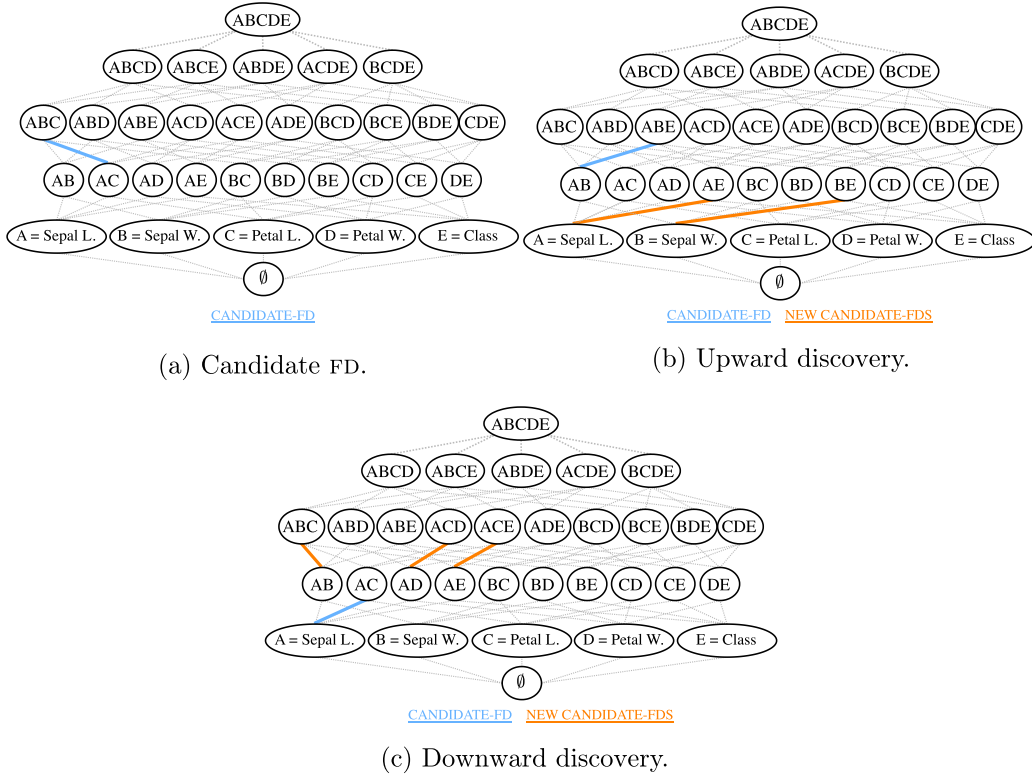 ABCDE
ABCD ABCE ABDE ACDE BCDE
ABC ABD ABE ACD ACE ADE BCD BCE BDE CDE
AB AC AD AE BC BD BE CD CE DE
A = Sepal L. B = Sepal W. C = Petal L. D = Petal W. E = Class
∅
CANDIDATE-FD
(a) Candidate FD.
ABCDE
ABCD ABCE ABDE ACDE BCDE
ABC ABD ABE ACD ACE ADE BCD BCE BDE CDE
AB AC AD AE BC BD BE CD CE DE
A = Sepal L. B = Sepal W. C = Petal L. D = Petal W. E = Class
∅
CANDIDATE-FD NEW CANDIDATE-FDS
(b) Upward discovery.
ABCDE
ABCD ABCE ABDE ACDE BCDE
ABC ABD ABE ACD ACE ADE BCD BCE BDE CDE
AB AC AD AE BC BD BE CD CE DE
A = Sepal L. B = Sepal W. C = Petal L. D = Petal W. E = Class
∅
CANDIDATE-FD NEW CANDIDATE-FDS
(c) Downward discovery.